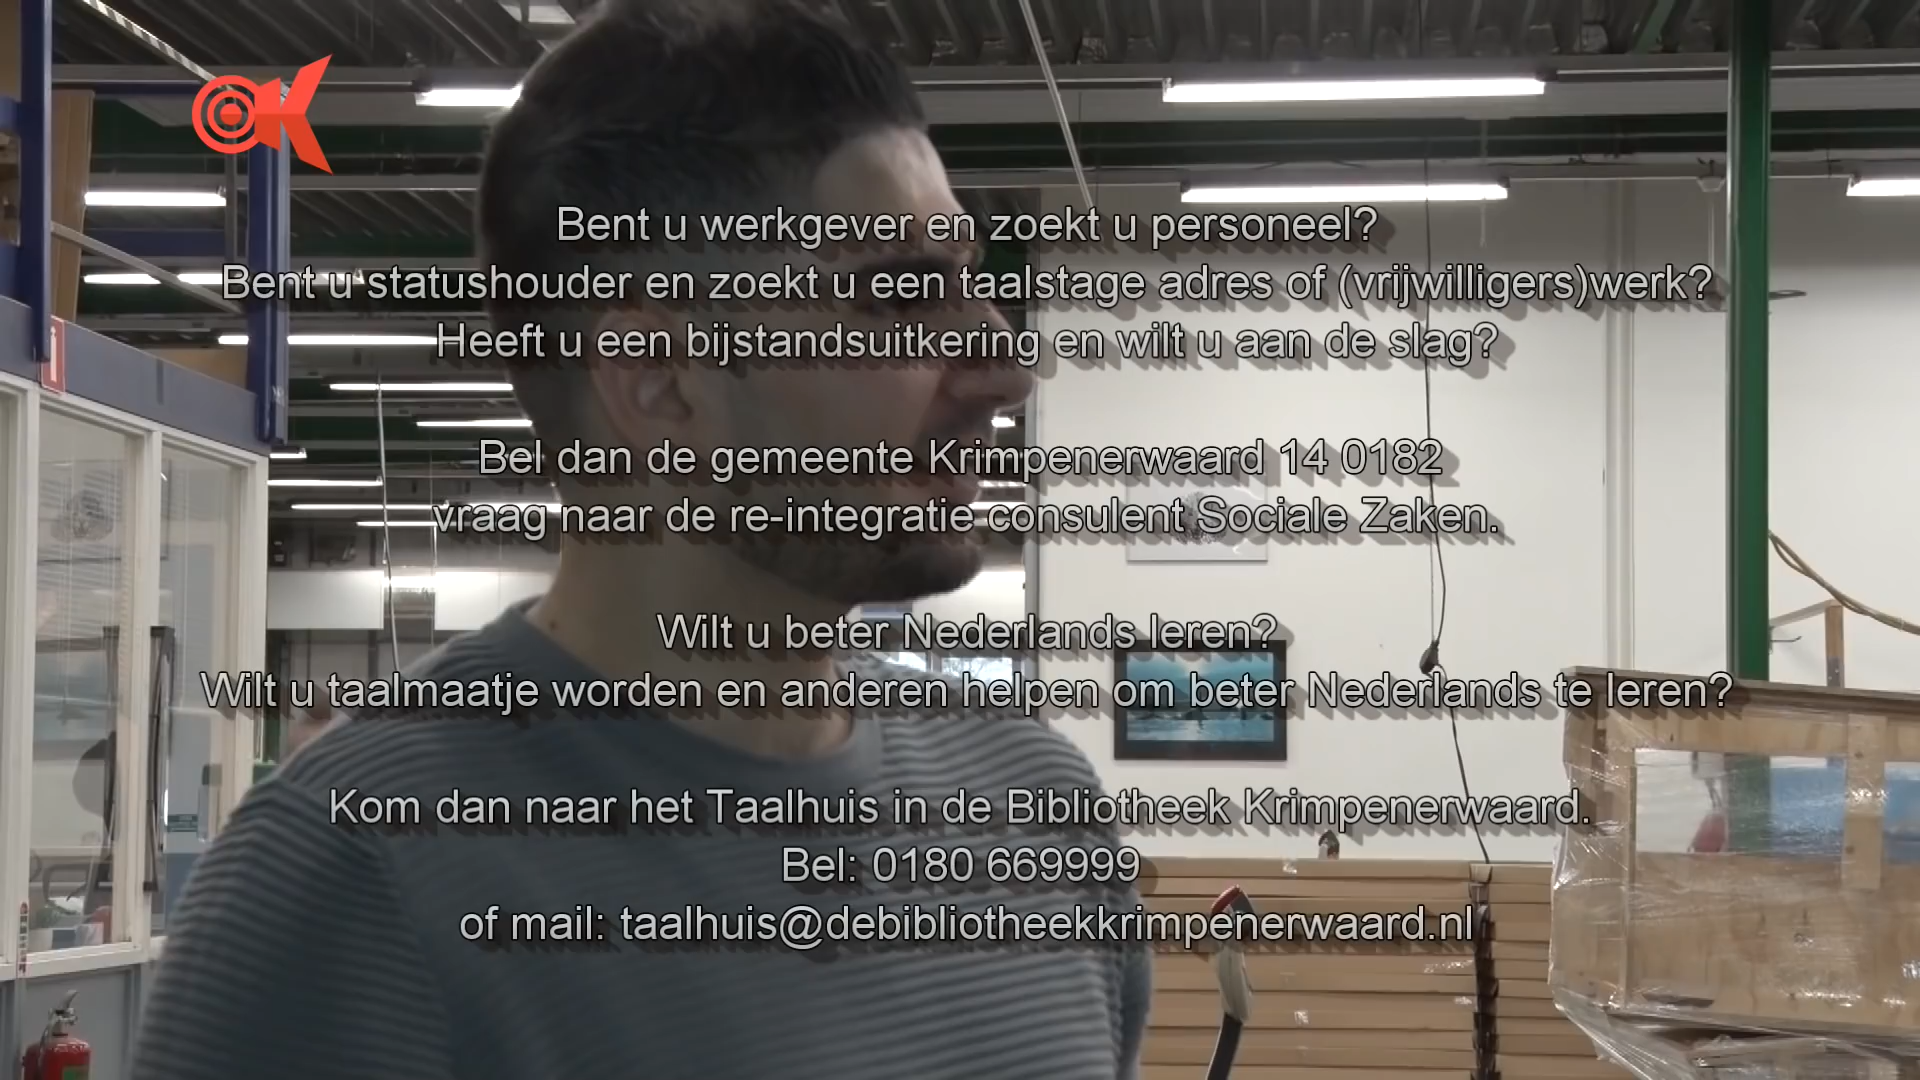 OK
Bent u werkgever en zoekt u personeel?
Bent u statushouder en zoekt u een taalstage adres of (vrijwilligers)werk?
Heeft u een bijstandsuitkering en wilt u aan de slag?
Bel dan de gemeente Krimpenerwaard 14 0182
vraag naar de re-integratie consulent Sociale Zaken.
Wilt u beter Nederlands leren?
Wilt u taalmaatje worden en anderen helpen om beter Nederlands te leren?
Kom dan naar het Taalhuis in de Bibliotheek Krimpenerwaard.
Bel: 0180 669999
of mail: taalhuis@debibliotheekkrimpenerwaard.nl